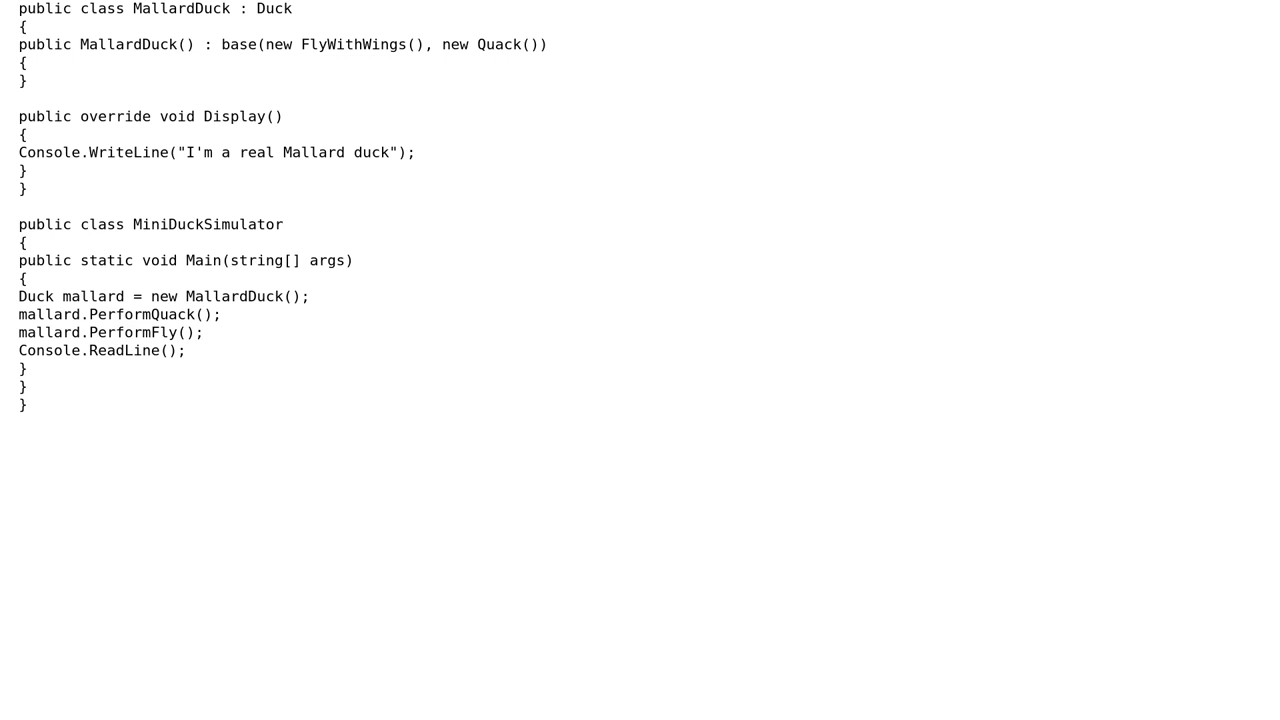 public class MallardDuck : Duck
{
public MallardDuck() : base(new FlyWithWings(), new Quack())
{
}

public override void Display()
{
Console.WriteLine("I'm a real Mallard duck");
}
}

public class MiniDuckSimulator
{
public static void Main(string[] args)
{
Duck mallard = new MallardDuck();
mallard.PerformQuack();
mallard.PerformFly();
Console.ReadLine();
}
}
}